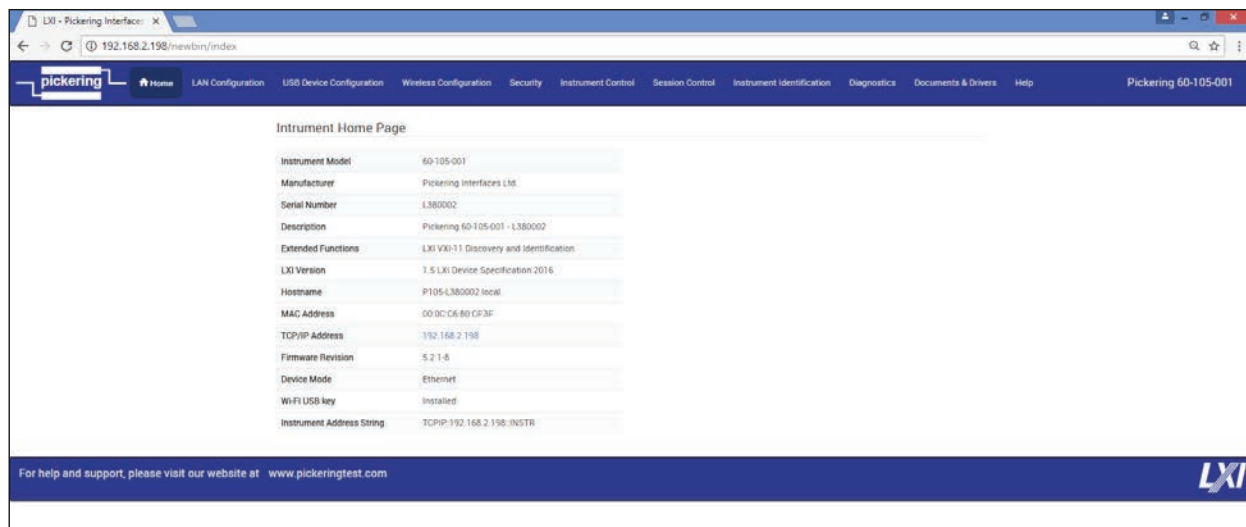 LXI - Pickering Interface:
192.168.2.198/newbin/index
pickering Home LAN Configuration USB Device Configuration Wireless Configuration Security Instrument Control Session Control Instrument Identification Diagnostics Documents & Drivers Help Pickering 60-105-001
Intrument Home Page
Instrument Model 60-105-001
Manufacturer Pickering Interfaces Ltd
Serial Number L380002
Description Pickering 60-105-001 - L380002
Extended Functions LXI VXI-11 Discovery and Identification
LXI Version 1.5 LXI Device Specification 2016
Hostname P105-L380002.local
MAC Address 00:0C:C6:80:CF:3F
TCP/IP Address 192.168.2.198
Firmware Revision 5.2.1-8
Device Mode Ethernet
Wi-Fi USB key Installed
Instrument Address String TCPIP:192.168.2.198::INSTR
For help and support, please visit our website at www.pickeringtest.com
LXI